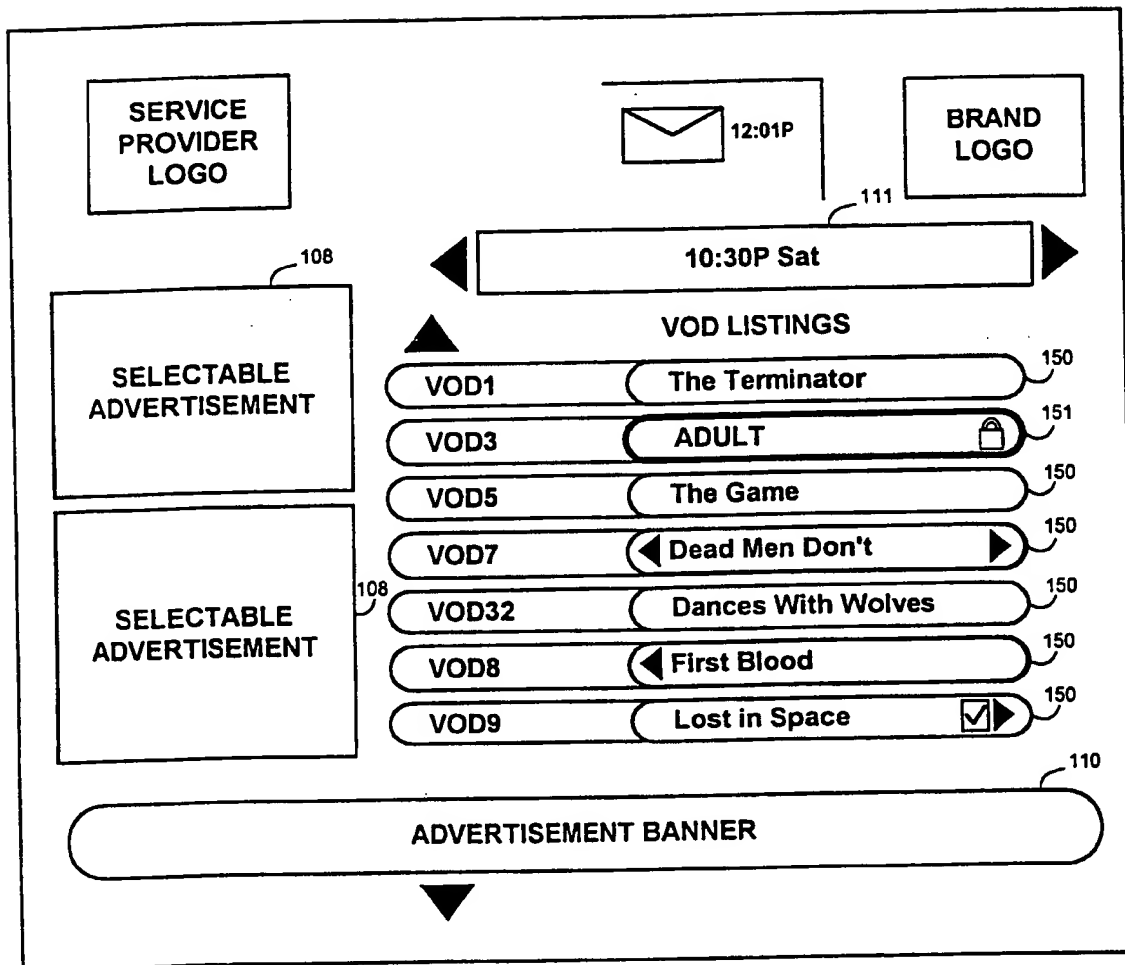 SERVICE
PROVIDER
LOGO
12:01P
BRAND
LOGO
111
10:30P Sat
108
SELECTABLE
ADVERTISEMENT
VOD LISTINGS
VOD1 The Terminator 150
VOD3 ADULT 151
VOD5 The Game 150
VOD7 Dead Men Don't 150
108
SELECTABLE
ADVERTISEMENT
VOD32 Dances With Wolves 150
VOD8 First Blood 150
VOD9 Lost in Space 150
110
ADVERTISEMENT BANNER